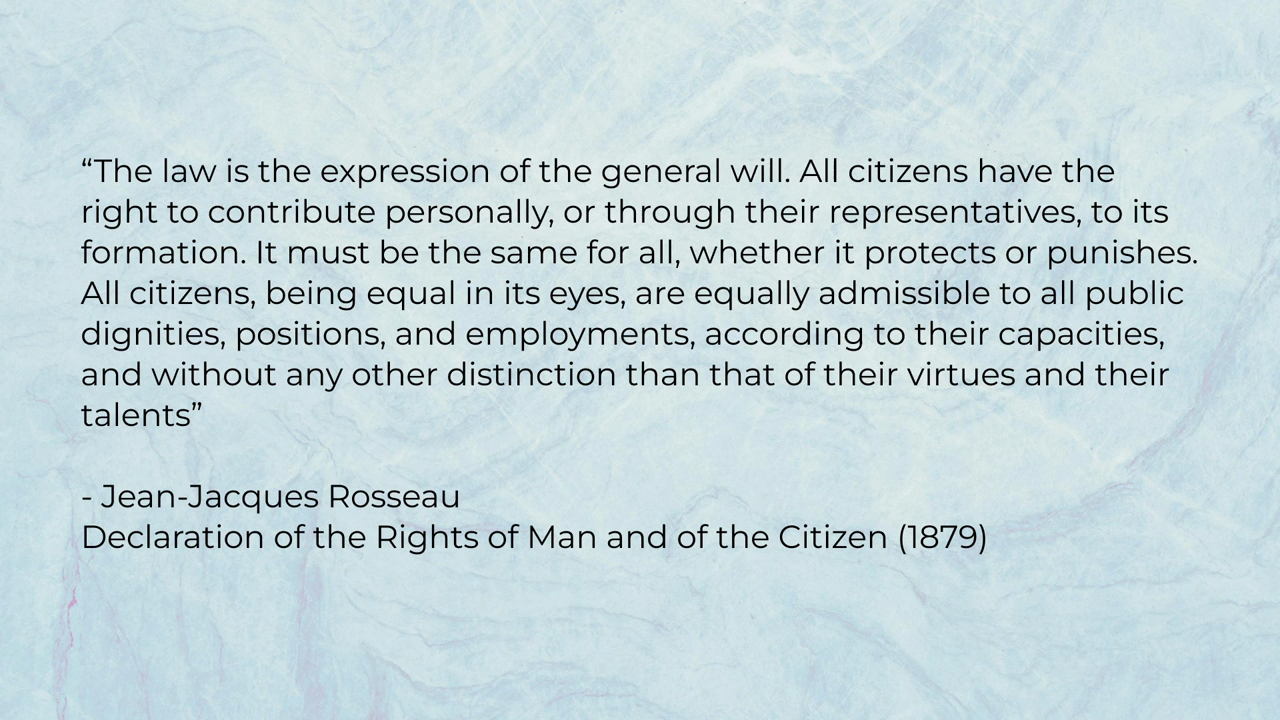 “The law is the expression of the general will. All citizens have the
right to contribute personally, or through their representatives, to its
formation. It must be the same for all, whether it protects or punishes.
All citizens, being equal in its eyes, are equally admissible to all public
dignities, positions, and employments, according to their capacities,
and without any other distinction than that of their virtues and their
talents”
- Jean-Jacques Rosseau
Declaration of the Rights of Man and of the Citizen (1879)